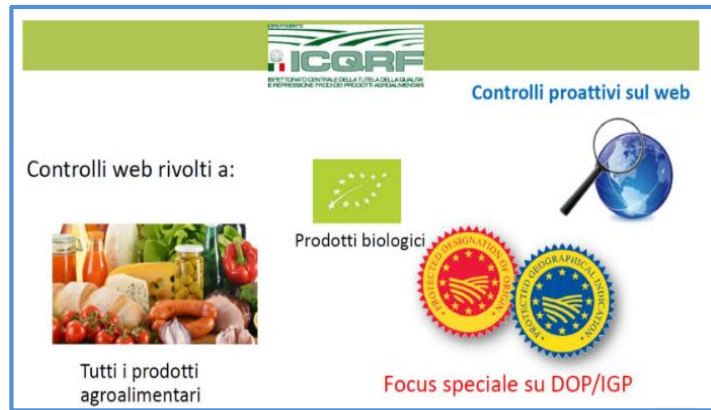 DIPARTIMENTO
ICQRF
ISPETTORATO CENTRALE DELLA TUTELA DELLA QUALITÀ
E REPRESSIONE FRODI DEI PRODOTTI AGROALIMENTARI
Controlli proattivi sul web
Controlli web rivolti a:
Prodotti biologici
PROTECTED DESIGNATION OF ORIGIN
PROTECTED GEOGRAPHICAL INDICATION
Tutti i prodotti
agroalimentari
Focus speciale su DOP/IGP